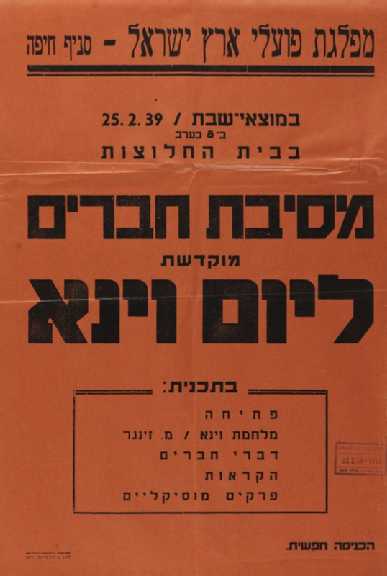 מפלגת פועלי ארץ ישראל - סניף חיפה
במוצאי־שבת / 25.2.39
ב־8 בערב
בבית החלוצות
מסיבת חברים
מוקדשת
ליום וינא
בתכנית:
פתיחה
מלחמת וינא / מ. זינגר
דברי חברים
הקראות
פרקים מוסיקליים
הכניסה חפשית.